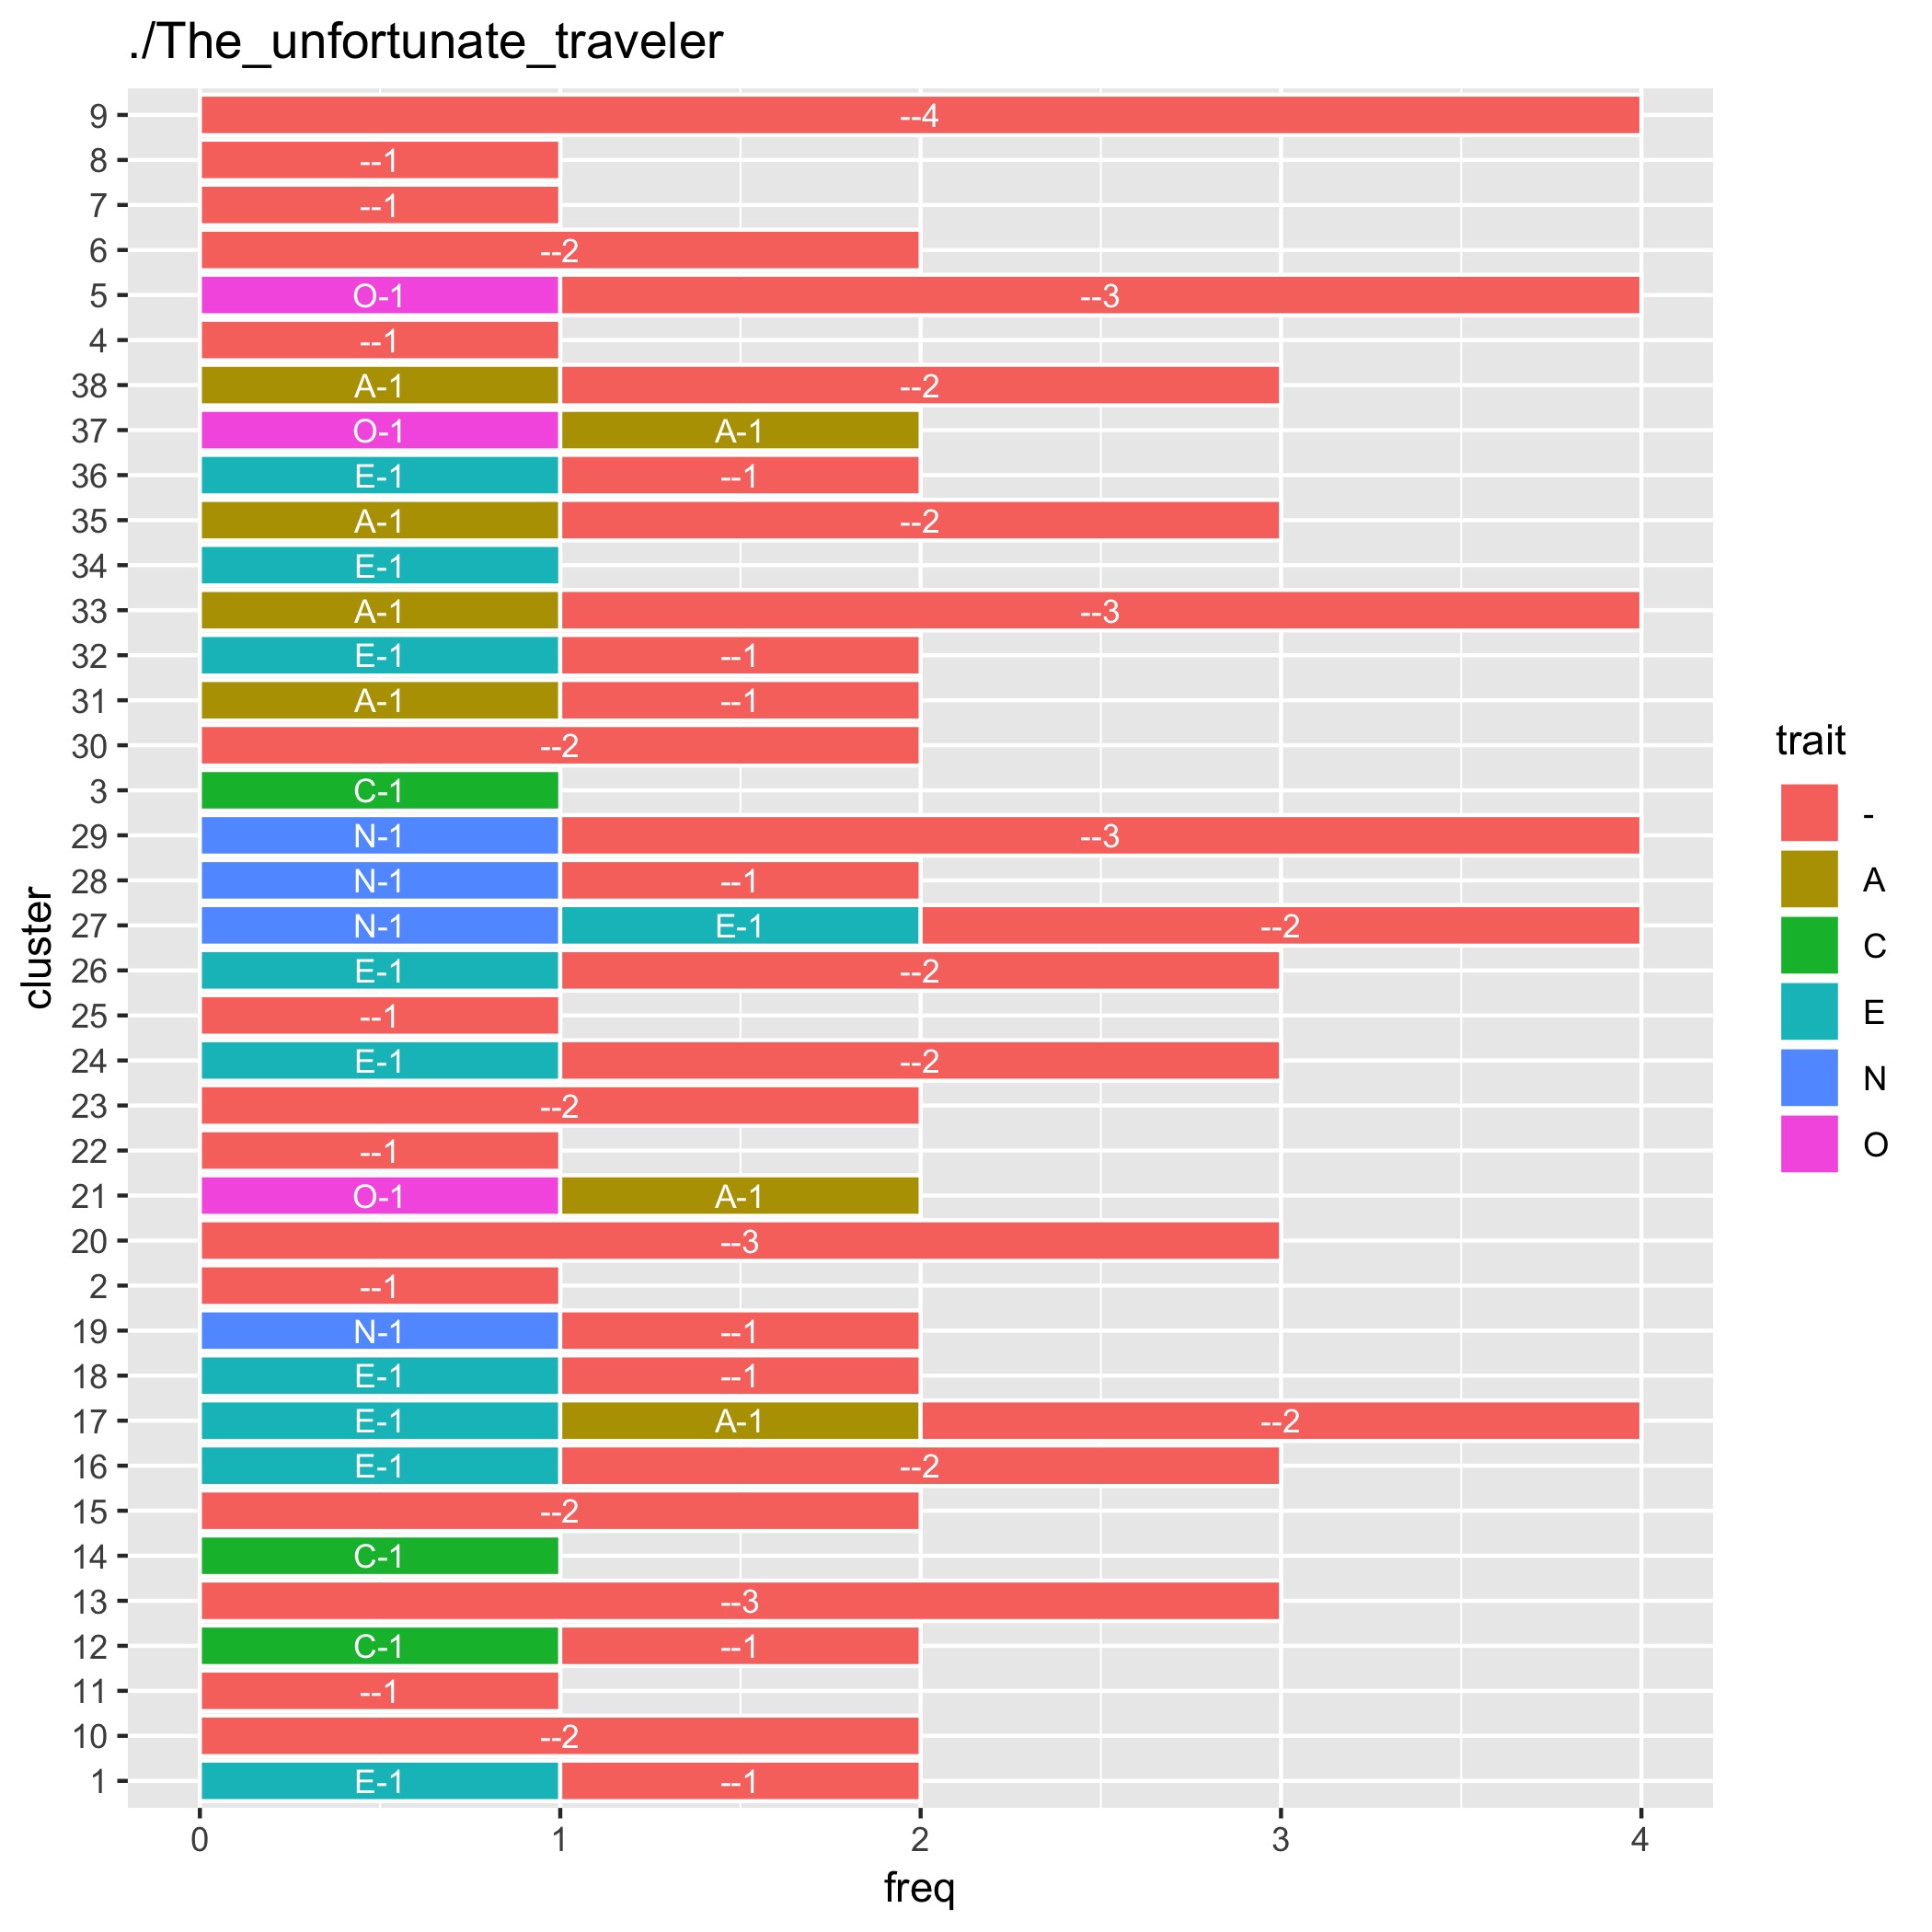 ./The_unfortunate_traveler
9 --4
8 --1
7 --1
6 --2
5 O-1 --3
4 --1
38 A-1 --2
37 O-1 A-1
36 E-1 --1
35 A-1 --2
34 E-1
33 A-1 --3
32 E-1 --1
31 A-1 --1
30 --2
3 C-1
29 N-1 --3
28 N-1 --1
27 N-1 E-1 --2
26 E-1 --2
25 --1
24 E-1 --2
23 --2
22 --1
21 O-1 A-1
20 --3
2 --1
19 N-1 --1
18 E-1 --1
17 E-1 A-1 --2
16 E-1 --2
15 --2
14 C-1
13 --3
12 C-1 --1
11 --1
10 --2
1 E-1 --1
0 1 2 3 4
freq
cluster
trait
-
A
C
E
N
O